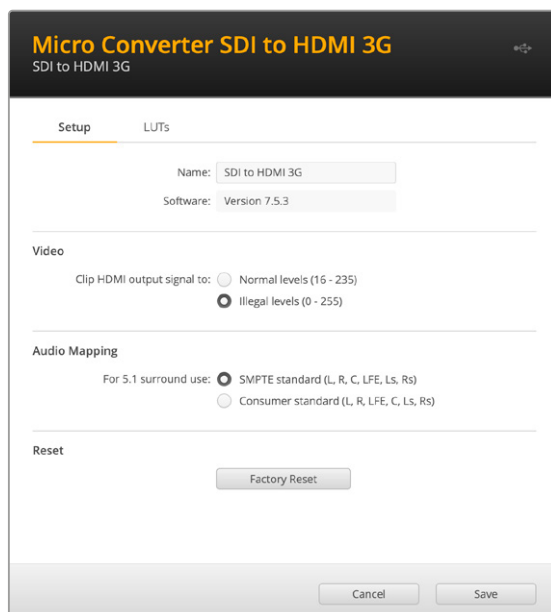 Micro Converter SDI to HDMI 3G
SDI to HDMI 3G
Setup LUTs
Name: SDI to HDMI 3G
Software: Version 7.5.3
Video
Clip HDMI output signal to: Normal levels (16 - 235)
Illegal levels (0 - 255)
Audio Mapping
For 5.1 surround use: SMPTE standard (L, R, C, LFE, Ls, Rs)
Consumer standard (L, R, LFE, C, Ls, Rs)
Reset
Factory Reset
Cancel Save